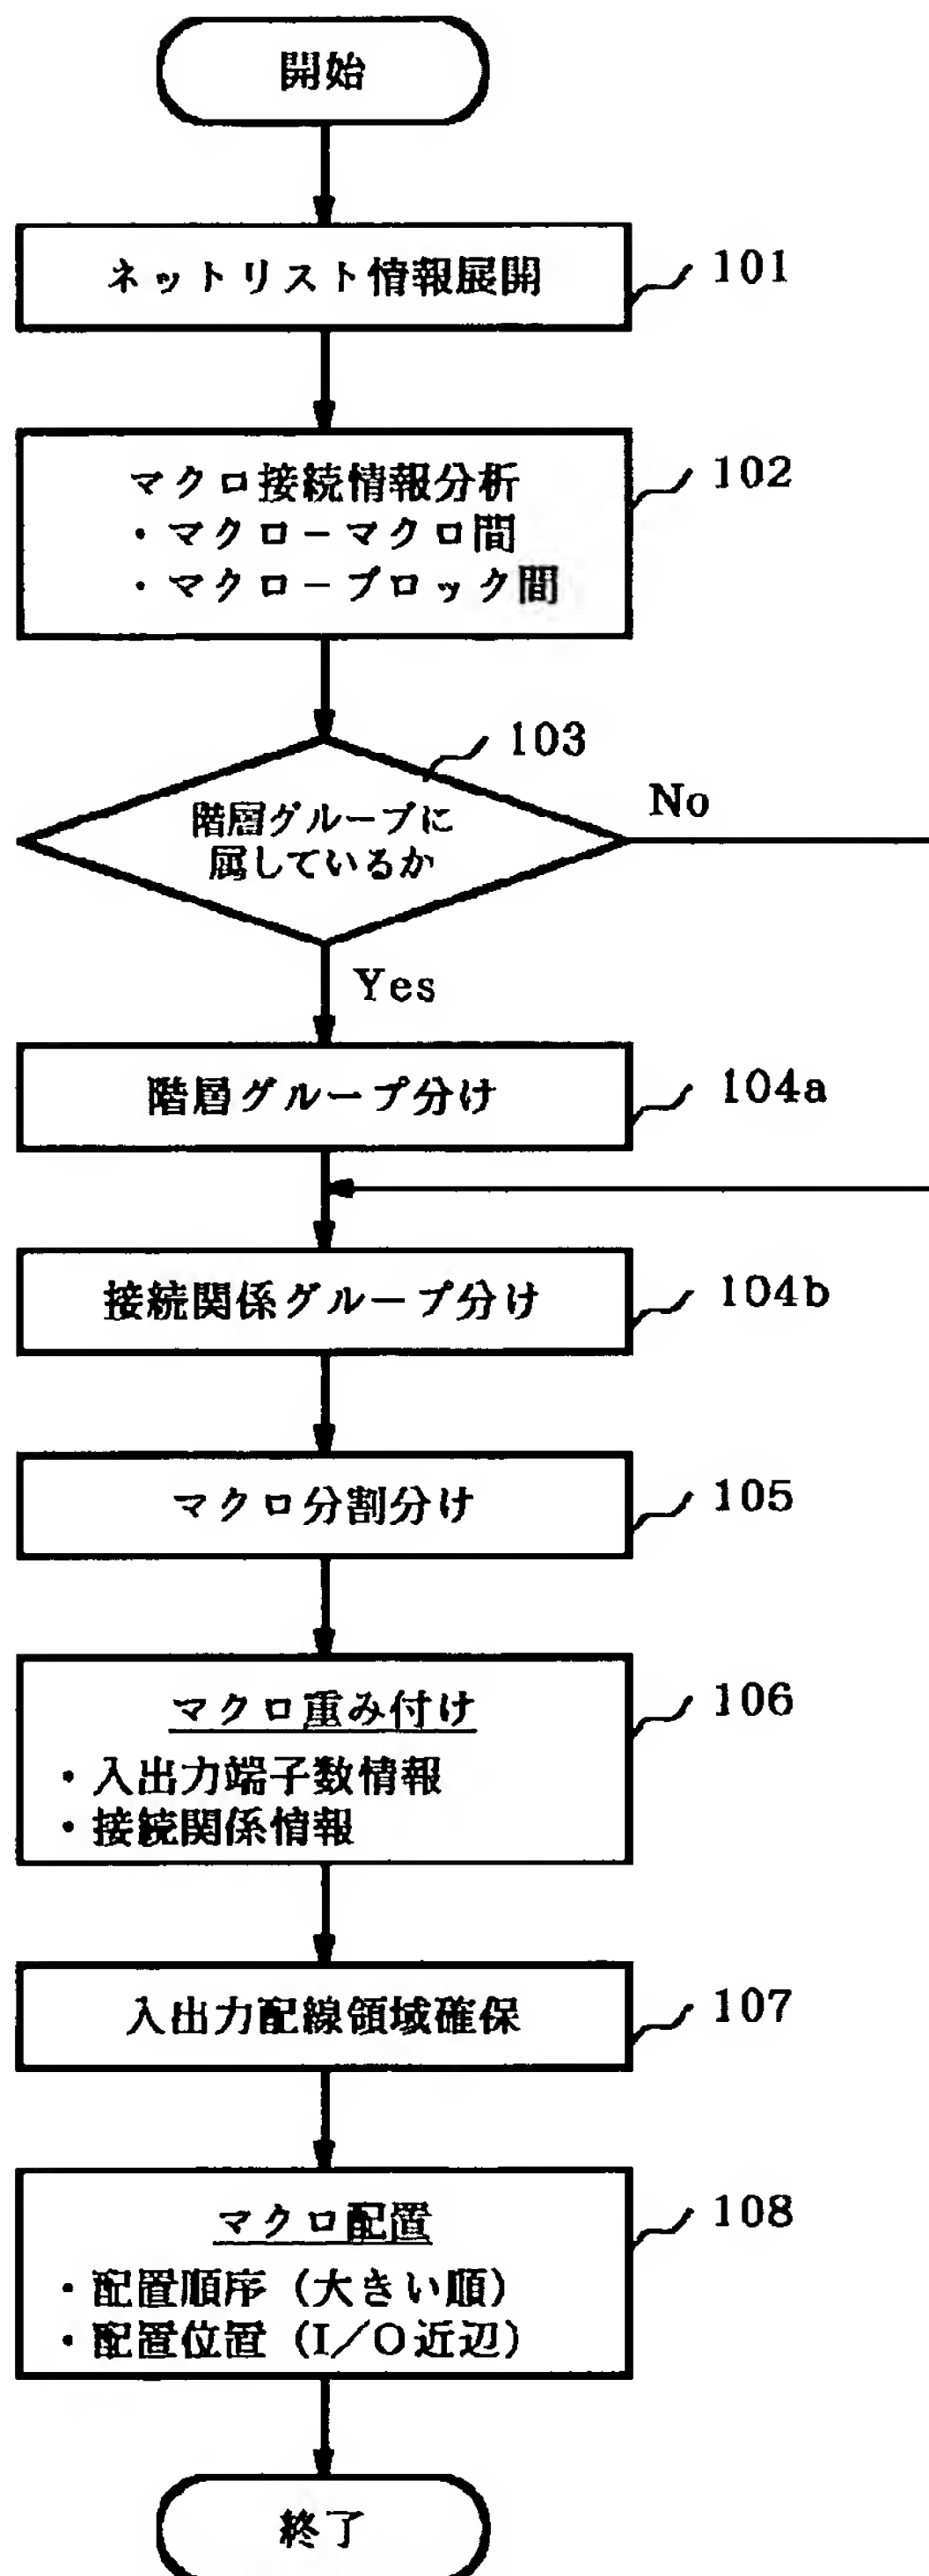 開始
ネットリスト情報展開
101
マクロ接続情報分析
・マクロ－マクロ間
・マクロ－ブロック間
102
103
階層グループに
属しているか
No
Yes
階層グループ分け
104a
接続関係グループ分け
104b
マクロ分割分け
105
マクロ重み付け
・入出力端子数情報
・接続関係情報
106
入出力配線領域確保
107
マクロ配置
・配置順序（大きい順）
・配置位置（I／O近辺）
108
終了